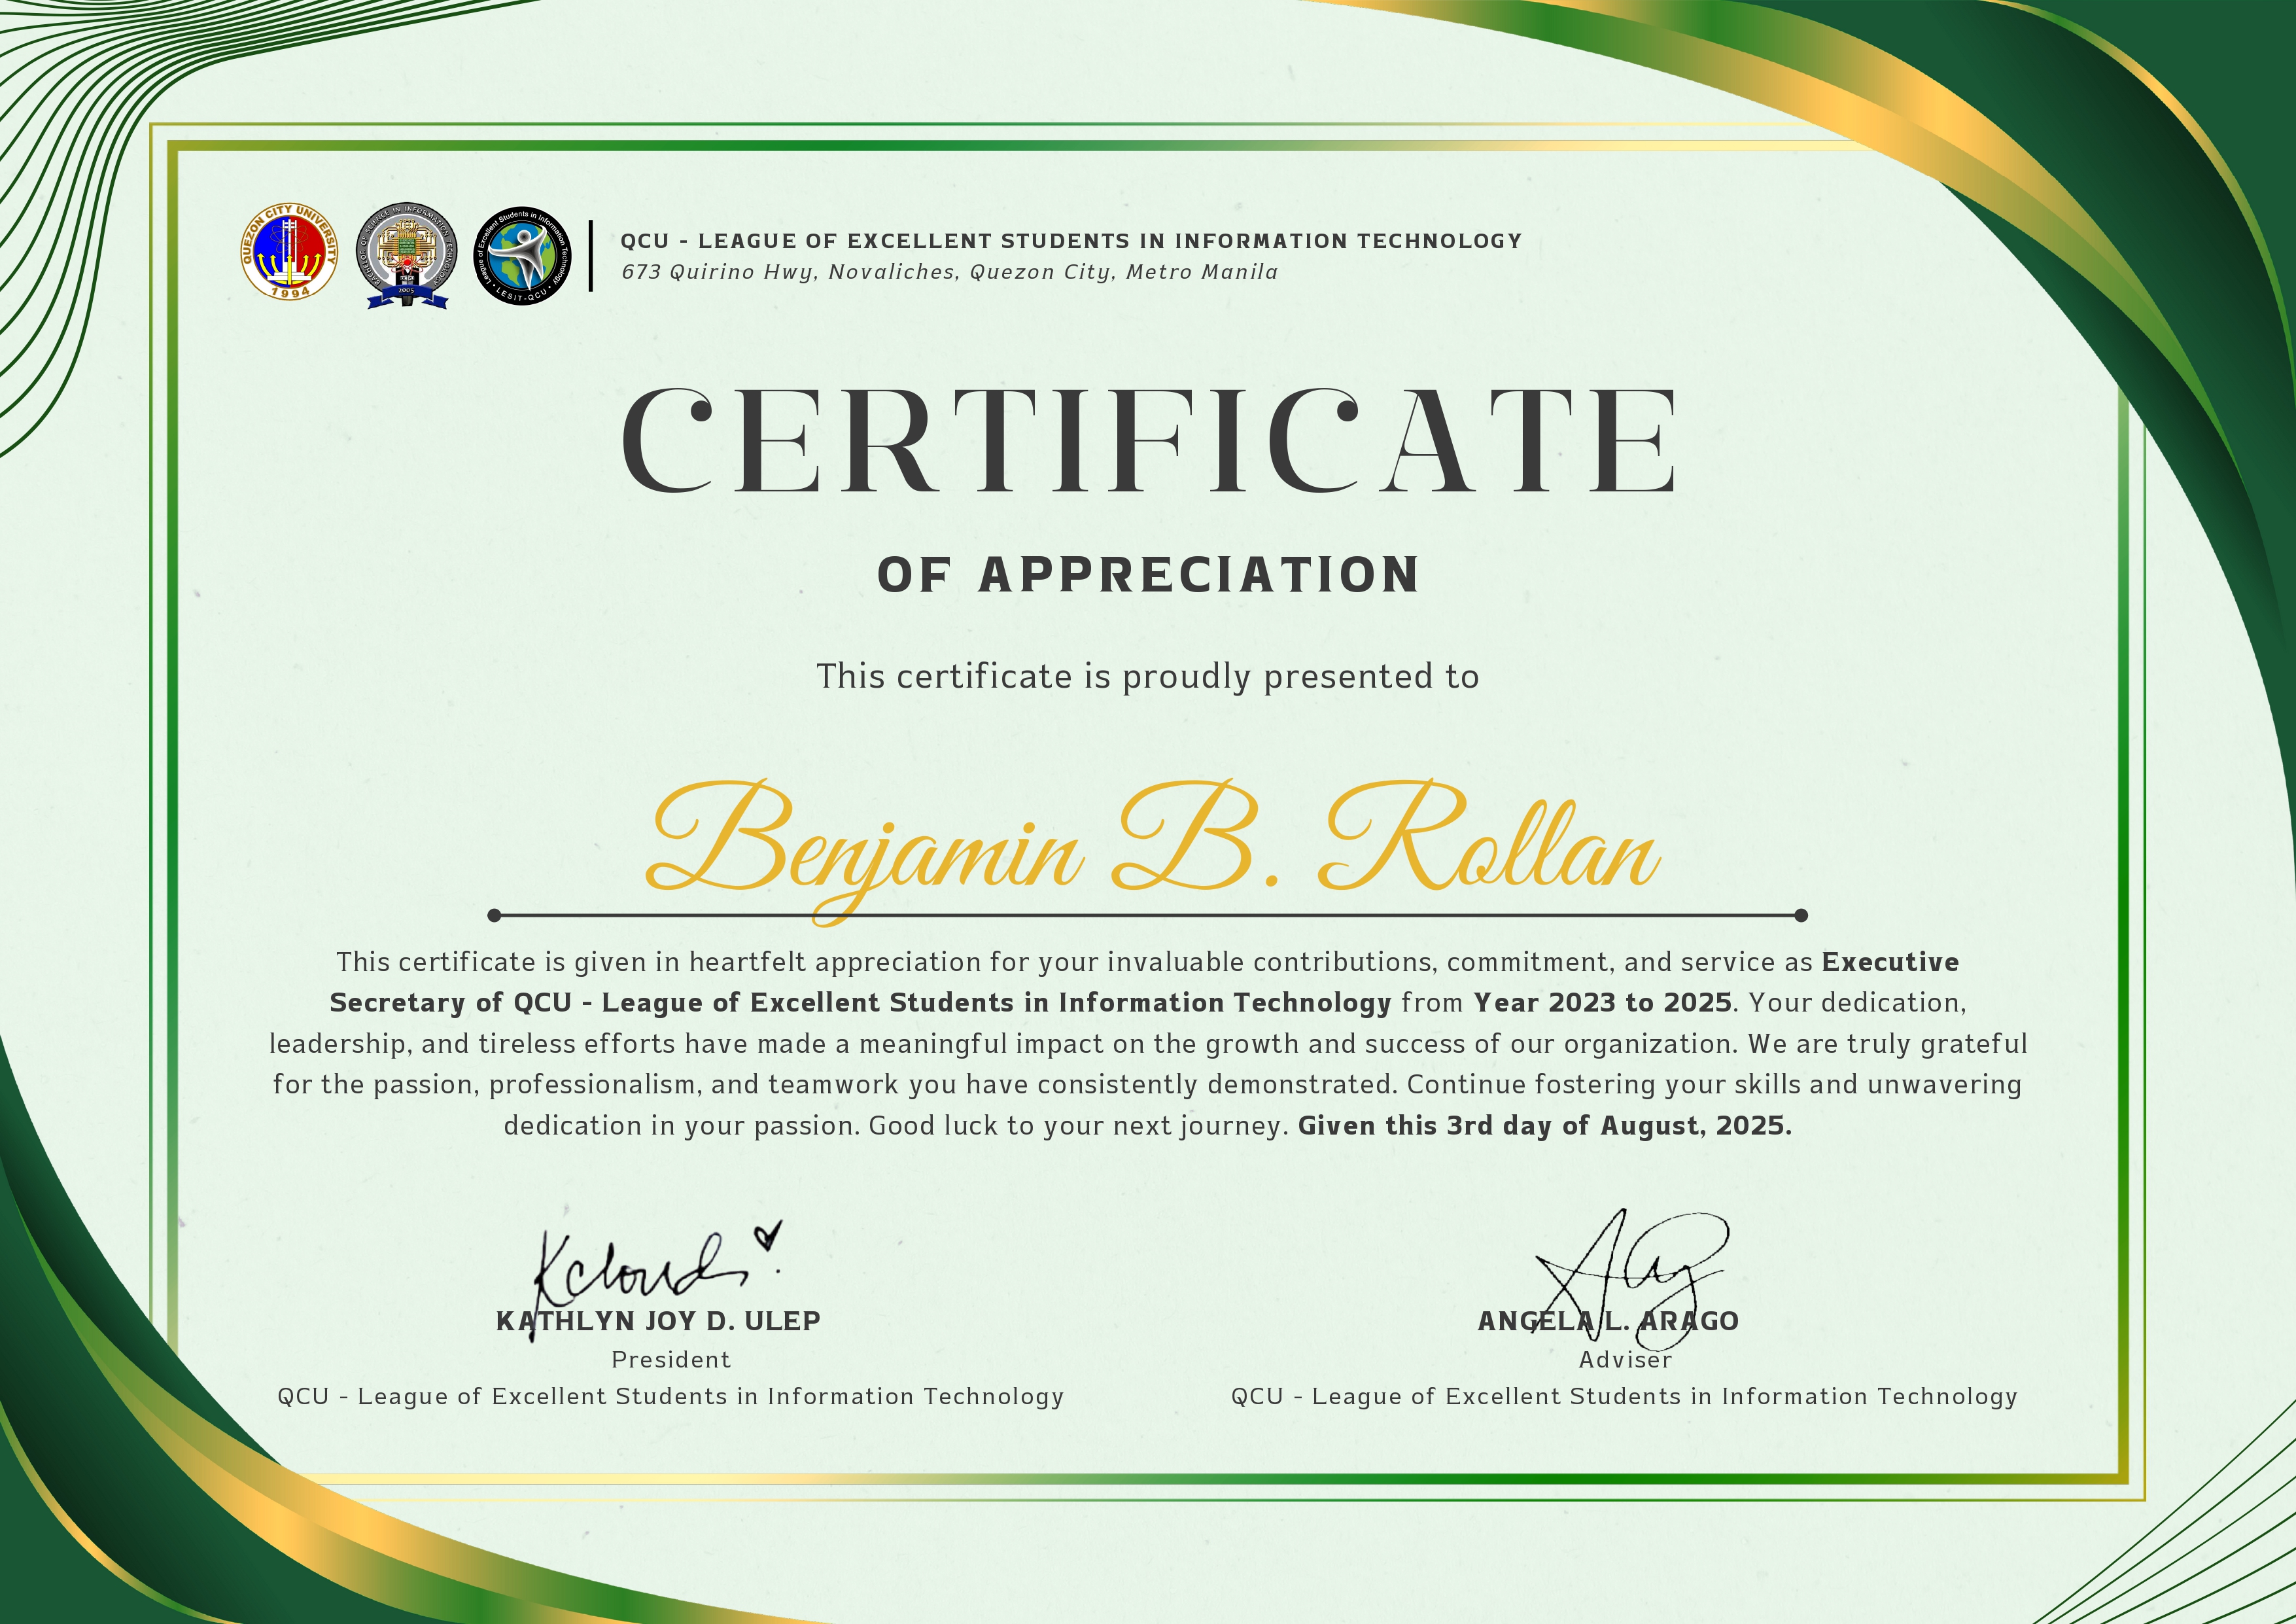 QUEZON CITY UNIVERSITY
1994
BACHELOR OF SCIENCE IN INFORMATION TECHNOLOGY
2005
League of Excellent Students in Information Technology
• LESIT-QCU •
QCU - LEAGUE OF EXCELLENT STUDENTS IN INFORMATION TECHNOLOGY
673 Quirino Hwy, Novaliches, Quezon City, Metro Manila
CERTIFICATE
OF APPRECIATION
This certificate is proudly presented to
Benjamin B. Rollan
This certificate is given in heartfelt appreciation for your invaluable contributions, commitment, and service as Executive
Secretary of QCU - League of Excellent Students in Information Technology from Year 2023 to 2025. Your dedication,
leadership, and tireless efforts have made a meaningful impact on the growth and success of our organization. We are truly grateful
for the passion, professionalism, and teamwork you have consistently demonstrated. Continue fostering your skills and unwavering
dedication in your passion. Good luck to your next journey. Given this 3rd day of August, 2025.
KATHLYN JOY D. ULEP
President
QCU - League of Excellent Students in Information Technology
ANGELA L. ARAGO
Adviser
QCU - League of Excellent Students in Information Technology